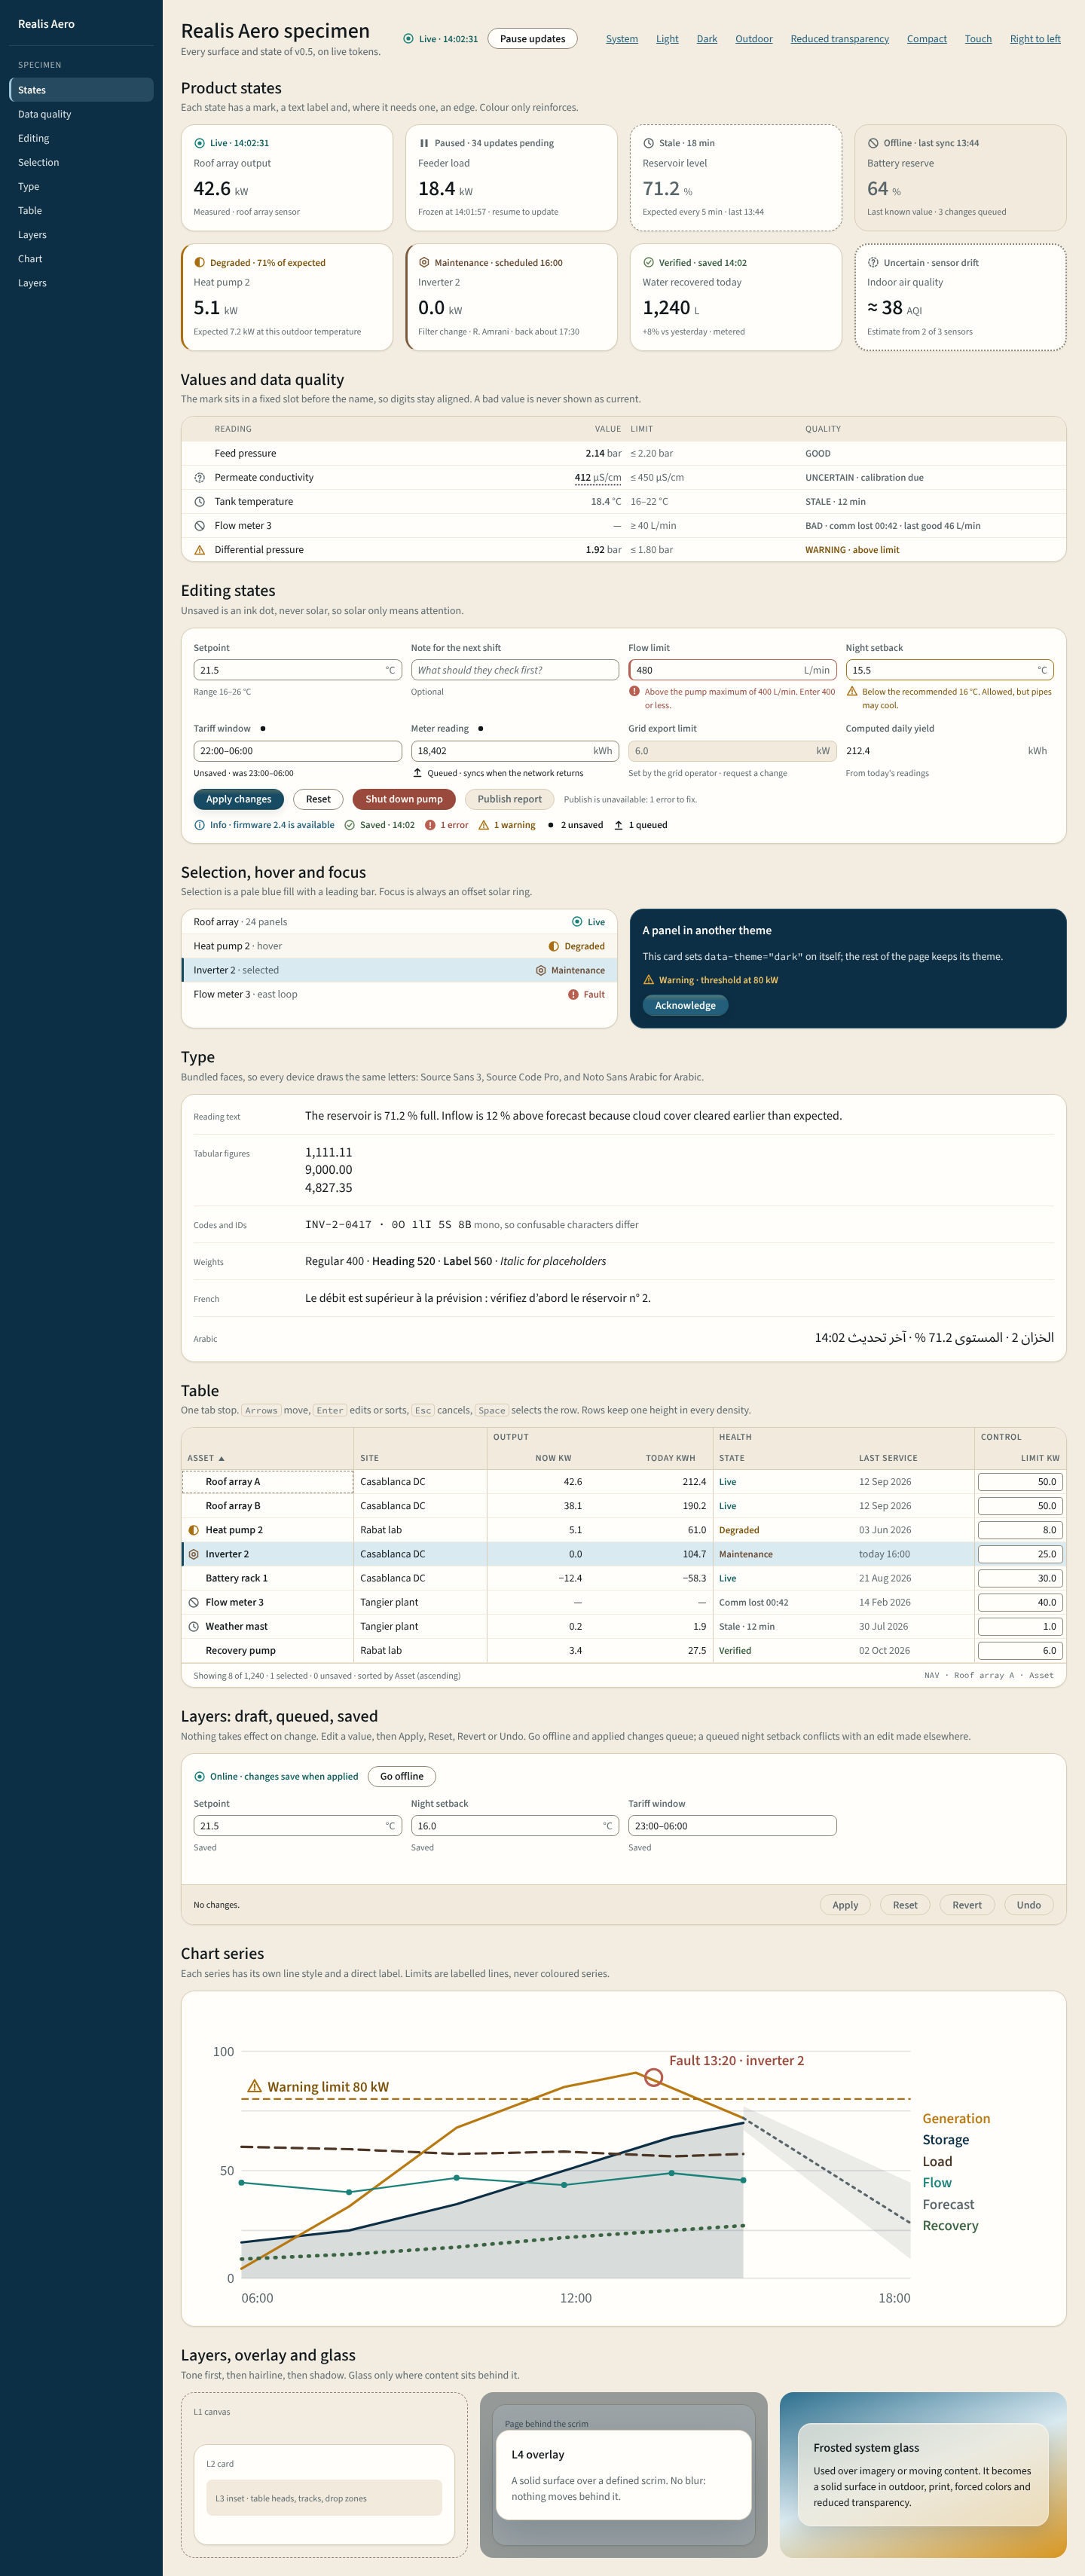 Realis Aero
SPECIMEN
States
Data quality
Editing
Selection
Type
Table
Layers
Chart
Layers
Realis Aero specimen
Every surface and state of v0.5, on live tokens.
Live · 14:02:31
Pause updates
System Light Dark Outdoor Reduced transparency Compact Touch Right to left
Product states
Each state has a mark, a text label and, where it needs one, an edge. Colour only reinforces.
Live · 14:02:31
Roof array output
42.6 kW
Measured · roof array sensor
Paused · 34 updates pending
Feeder load
18.4 kW
Frozen at 14:01:57 · resume to update
Stale · 18 min
Reservoir level
71.2 %
Expected every 5 min · last 13:44
Offline · last sync 13:44
Battery reserve
64 %
Last known value · 3 changes queued
Degraded · 71% of expected
Heat pump 2
5.1 kW
Expected 7.2 kW at this outdoor temperature
Maintenance · scheduled 16:00
Inverter 2
0.0 kW
Filter change · R. Amrani · back about 17:30
Verified · saved 14:02
Water recovered today
1,240 L
+8% vs yesterday · metered
Uncertain · sensor drift
Indoor air quality
≈ 38 AQI
Estimate from 2 of 3 sensors
Values and data quality
The mark sits in a fixed slot before the name, so digits stay aligned. A bad value is never shown as current.
READING VALUE LIMIT QUALITY
Feed pressure 2.14 bar ≤ 2.20 bar GOOD
Permeate conductivity 412 µS/cm ≤ 450 µS/cm UNCERTAIN · calibration due
Tank temperature 18.4 °C 16–22 °C STALE · 12 min
Flow meter 3 — ≥ 40 L/min BAD · comm lost 00:42 · last good 46 L/min
Differential pressure 1.92 bar ≤ 1.80 bar WARNING · above limit
Editing states
Unsaved is an ink dot, never solar, so solar only means attention.
Setpoint
21.5 °C
Range 16–26 °C
Note for the next shift
What should they check first?
Optional
Flow limit
480 L/min
Above the pump maximum of 400 L/min. Enter 400
or less.
Night setback
15.5 °C
Below the recommended 16 °C. Allowed, but pipes
may cool.
Tariff window
22:00–06:00
Unsaved · was 23:00–06:00
Meter reading
18,402 kWh
Queued · syncs when the network returns
Grid export limit
6.0 kW
Set by the grid operator · request a change
Computed daily yield
212.4 kWh
From today's readings
Apply changes Reset Shut down pump Publish report Publish is unavailable: 1 error to fix.
Info · firmware 2.4 is available Saved · 14:02 1 error 1 warning 2 unsaved 1 queued
Selection, hover and focus
Selection is a pale blue fill with a leading bar. Focus is always an offset solar ring.
Roof array · 24 panels Live
Heat pump 2 · hover Degraded
Inverter 2 · selected Maintenance
Flow meter 3 · east loop Fault
A panel in another theme
This card sets data-theme="dark" on itself; the rest of the page keeps its theme.
Warning · threshold at 80 kW
Acknowledge
Type
Bundled faces, so every device draws the same letters: Source Sans 3, Source Code Pro, and Noto Sans Arabic for Arabic.
Reading text The reservoir is 71.2 % full. Inflow is 12 % above forecast because cloud cover cleared earlier than expected.
Tabular figures 1,111.11
9,000.00
4,827.35
Codes and IDs INV-2-0417 · 0O 1lI 5S 8B mono, so confusable characters differ
Weights Regular 400 · Heading 520 · Label 560 · Italic for placeholders
French Le débit est supérieur à la prévision : vérifiez d'abord le réservoir n° 2.
Arabic الخزان 2 · المستوى 71.2 % · آخر تحديث 14:02
Table
One tab stop. Arrows move, Enter edits or sorts, Esc cancels, Space selects the row. Rows keep one height in every density.
OUTPUT HEALTH CONTROL
ASSET SITE NOW KW TODAY KWH STATE LAST SERVICE LIMIT KW
Roof array A Casablanca DC 42.6 212.4 Live 12 Sep 2026 50.0
Roof array B Casablanca DC 38.1 190.2 Live 12 Sep 2026 50.0
Heat pump 2 Rabat lab 5.1 61.0 Degraded 03 Jun 2026 8.0
Inverter 2 Casablanca DC 0.0 104.7 Maintenance today 16:00 25.0
Battery rack 1 Casablanca DC −12.4 −58.3 Live 21 Aug 2026 30.0
Flow meter 3 Tangier plant — — Comm lost 00:42 14 Feb 2026 40.0
Weather mast Tangier plant 0.2 1.9 Stale · 12 min 30 Jul 2026 1.0
Recovery pump Rabat lab 3.4 27.5 Verified 02 Oct 2026 6.0
Showing 8 of 1,240 · 1 selected · 0 unsaved · sorted by Asset (ascending) NAV · Roof array A · Asset
Layers: draft, queued, saved
Nothing takes effect on change. Edit a value, then Apply, Reset, Revert or Undo. Go offline and applied changes queue; a queued night setback conflicts with an edit made elsewhere.
Online · changes save when applied Go offline
Setpoint
21.5 °C
Saved
Night setback
16.0 °C
Saved
Tariff window
23:00–06:00
Saved
No changes. Apply Reset Revert Undo
Chart series
Each series has its own line style and a direct label. Limits are labelled lines, never coloured series.
100
50
0
Warning limit 80 kW
Fault 13:20 · inverter 2
Generation
Storage
Load
Flow
Forecast
Recovery
06:00 12:00 18:00
Layers, overlay and glass
Tone first, then hairline, then shadow. Glass only where content sits behind it.
L1 canvas
L2 card
L3 inset · table heads, tracks, drop zones
Page behind the scrim
L4 overlay
A solid surface over a defined scrim. No blur:
nothing moves behind it.
Frosted system glass
Used over imagery or moving content. It becomes
a solid surface in outdoor, print, forced colors and
reduced transparency.